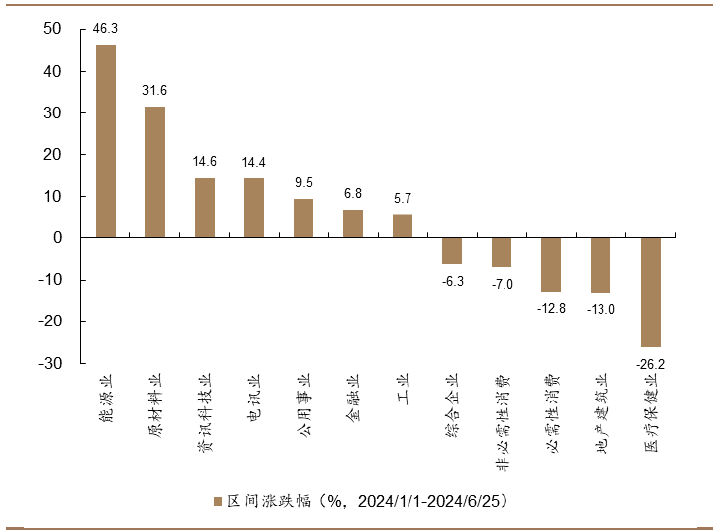 50
40
30
20
10
0
-10
-20
-30
46.3
31.6
14.6
14.4
9.5
6.8
5.7
-6.3
-7.0
-12.8
-13.0
-26.2
能源业
原材料业
资讯科技业
电讯业
公用事业
金融业
工业
综合企业
非必需性消费
必需性消费
地产建筑业
医疗保健业
区间涨跌幅（%，2024/1/1-2024/6/25）